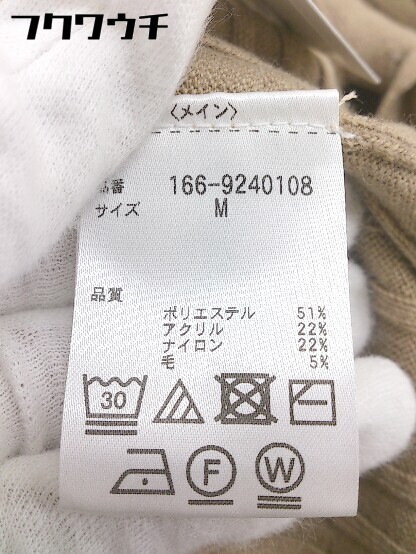 フクワウチ
〈メイン〉
品番 166-9240108
サイズ M
品質
ポリエステル 51%
アクリル 22%
ナイロン 22%
毛 5%
30
F W